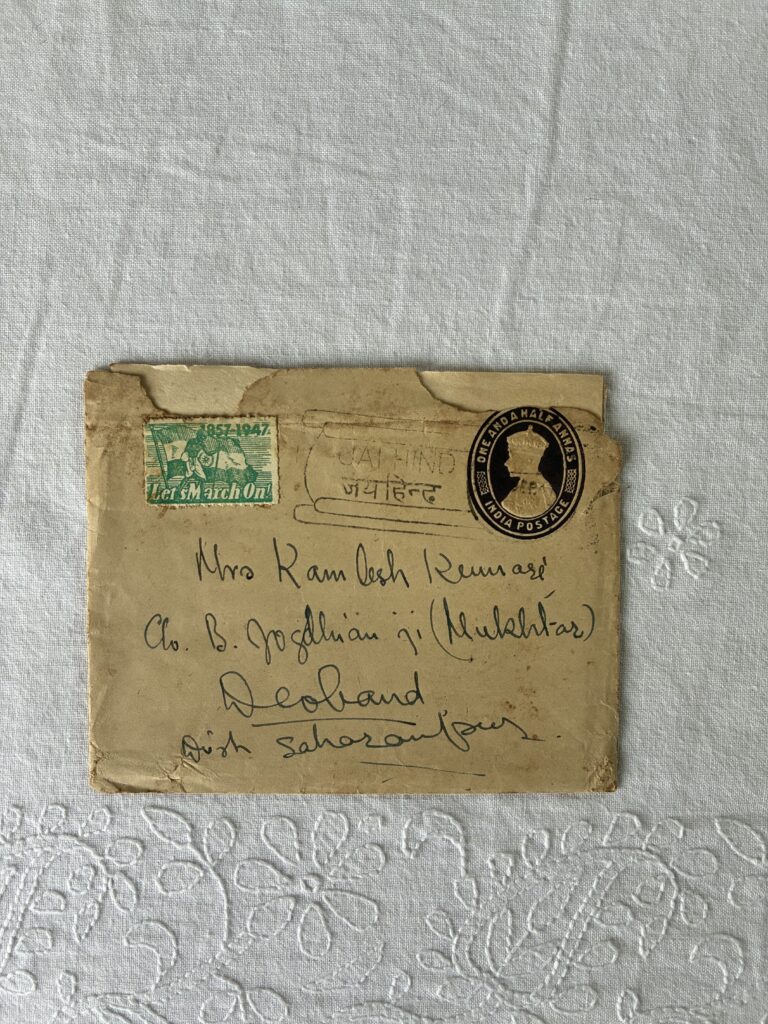 1857-1947.
Let's March On!
JAI HIND
जय हिन्द
ONE AND A HALF ANNAS
INDIA POSTAGE
Mrs Kamlesh Kumari
C/o. B. Jogdhian ji (Mukhtar)
Deoband
Dist Saharanpur.